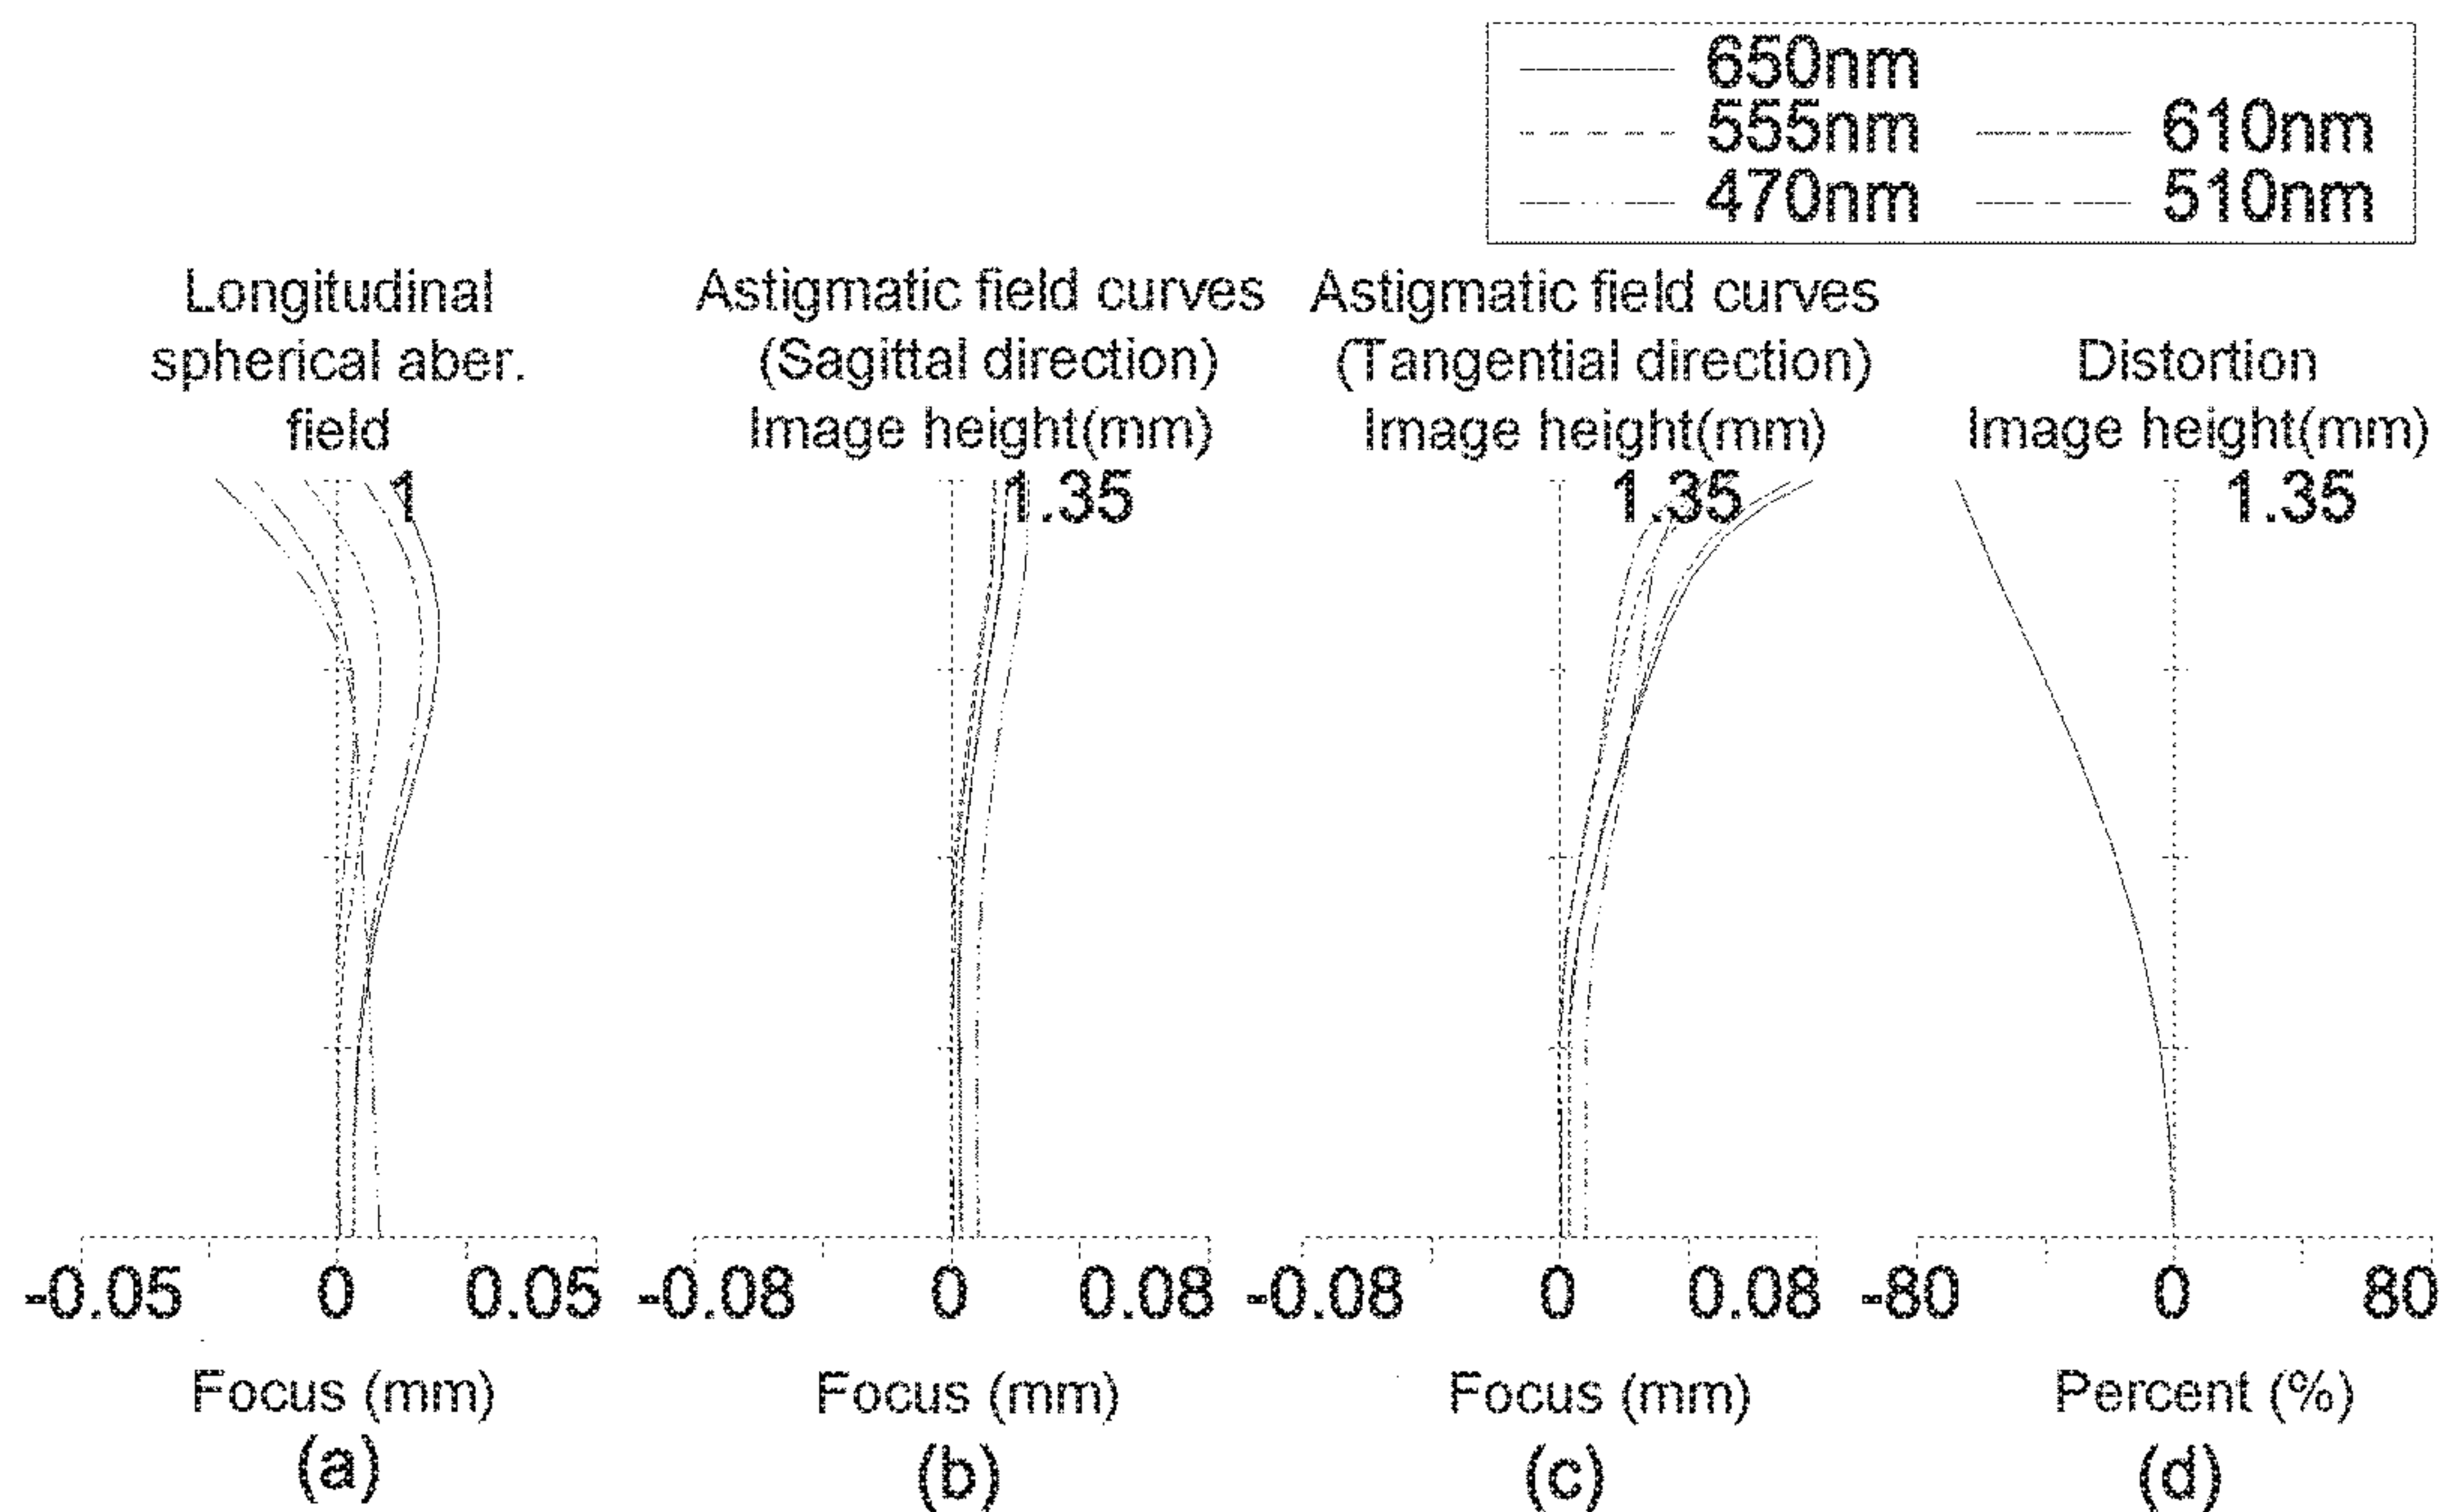 650nm
555nm 610nm
470nm 510nm
Longitudinal
spherical aber.
field
1
Astigmatic field curves
(Sagittal direction)
Image height(mm)
1.35
Astigmatic field curves
(Tangential direction)
Image height(mm)
1.35
Distortion
Image height(mm)
1.35
-0.05 0 0.05
Focus (mm)
(a)
-0.08 0 0.08
Focus (mm)
(b)
-0.08 0 0.08
Focus (mm)
(c)
-80 0 80
Percent (%)
(d)